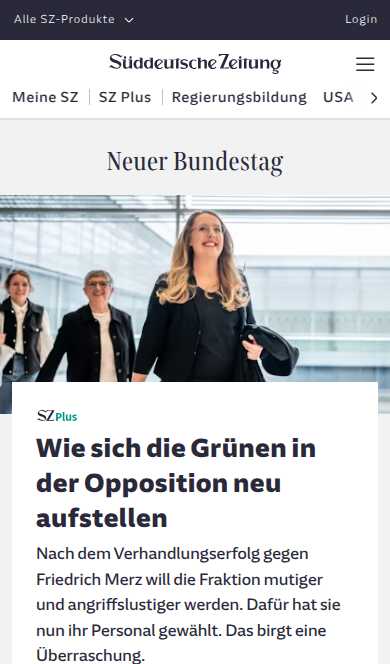 Alle SZ-Produkte
Login
Süddeutsche Zeitung
Meine SZ
SZ Plus
Regierungsbildung
USA
Neuer Bundestag
SZ Plus
Wie sich die Grünen in
der Opposition neu
aufstellen
Nach dem Verhandlungserfolg gegen
Friedrich Merz will die Fraktion mutiger
und angriffslustiger werden. Dafür hat sie
nun ihr Personal gewählt. Das birgt eine
Überraschung.